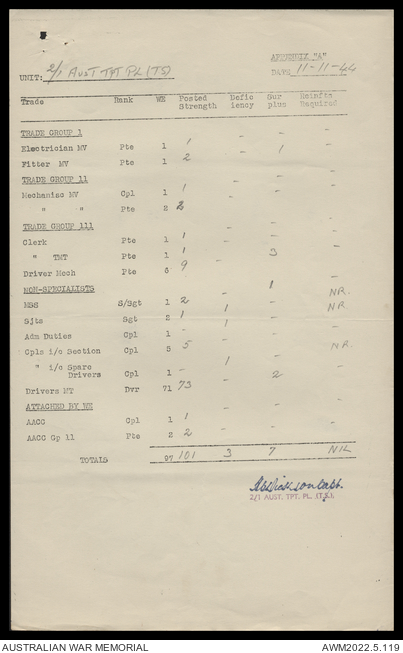 APPENDIX "A"
UNIT: 2/1 AUST TPT PL (TS) DATE 11-11-44
Trade Rank WE Posted Strength Defic iency Sur plus Reinfts Required
TRADE GROUP 1
Electrician MV Pte 1 1 - - -
Fitter MV Pte 1 2 - 1 -
TRADE GROUP 11
Mechanic MV Cpl 1 1 - - -
" " Pte 2 2 - - -
TRADE GROUP 111
Clerk Pte 1 1 - - -
" TMT Pte 1 1 - - -
Driver Mech Pte 6 9 - 3 -
NON-SPECIALISTS
MSS S/Sgt 1 2 - 1 -
Sjts Sgt 2 1 1 - NR.
Adm Duties Cpl 1 - 1 - NR.
Cpls i/c Section Cpl 5 5 - - -
" i/c Spare Drivers Cpl 1 - 1 - NR.
Drivers MT Dvr 71 73 - 2 -
ATTACHED BY WE
AACC Cpl 1 1 - - -
AACC Gp 11 Pte 2 2 - - -
TOTALS 97 101 3 7 NIL
2/1 AUST. TPT. PL. (T.S.).
AUSTRALIAN WAR MEMORIAL AWM2022.5.119